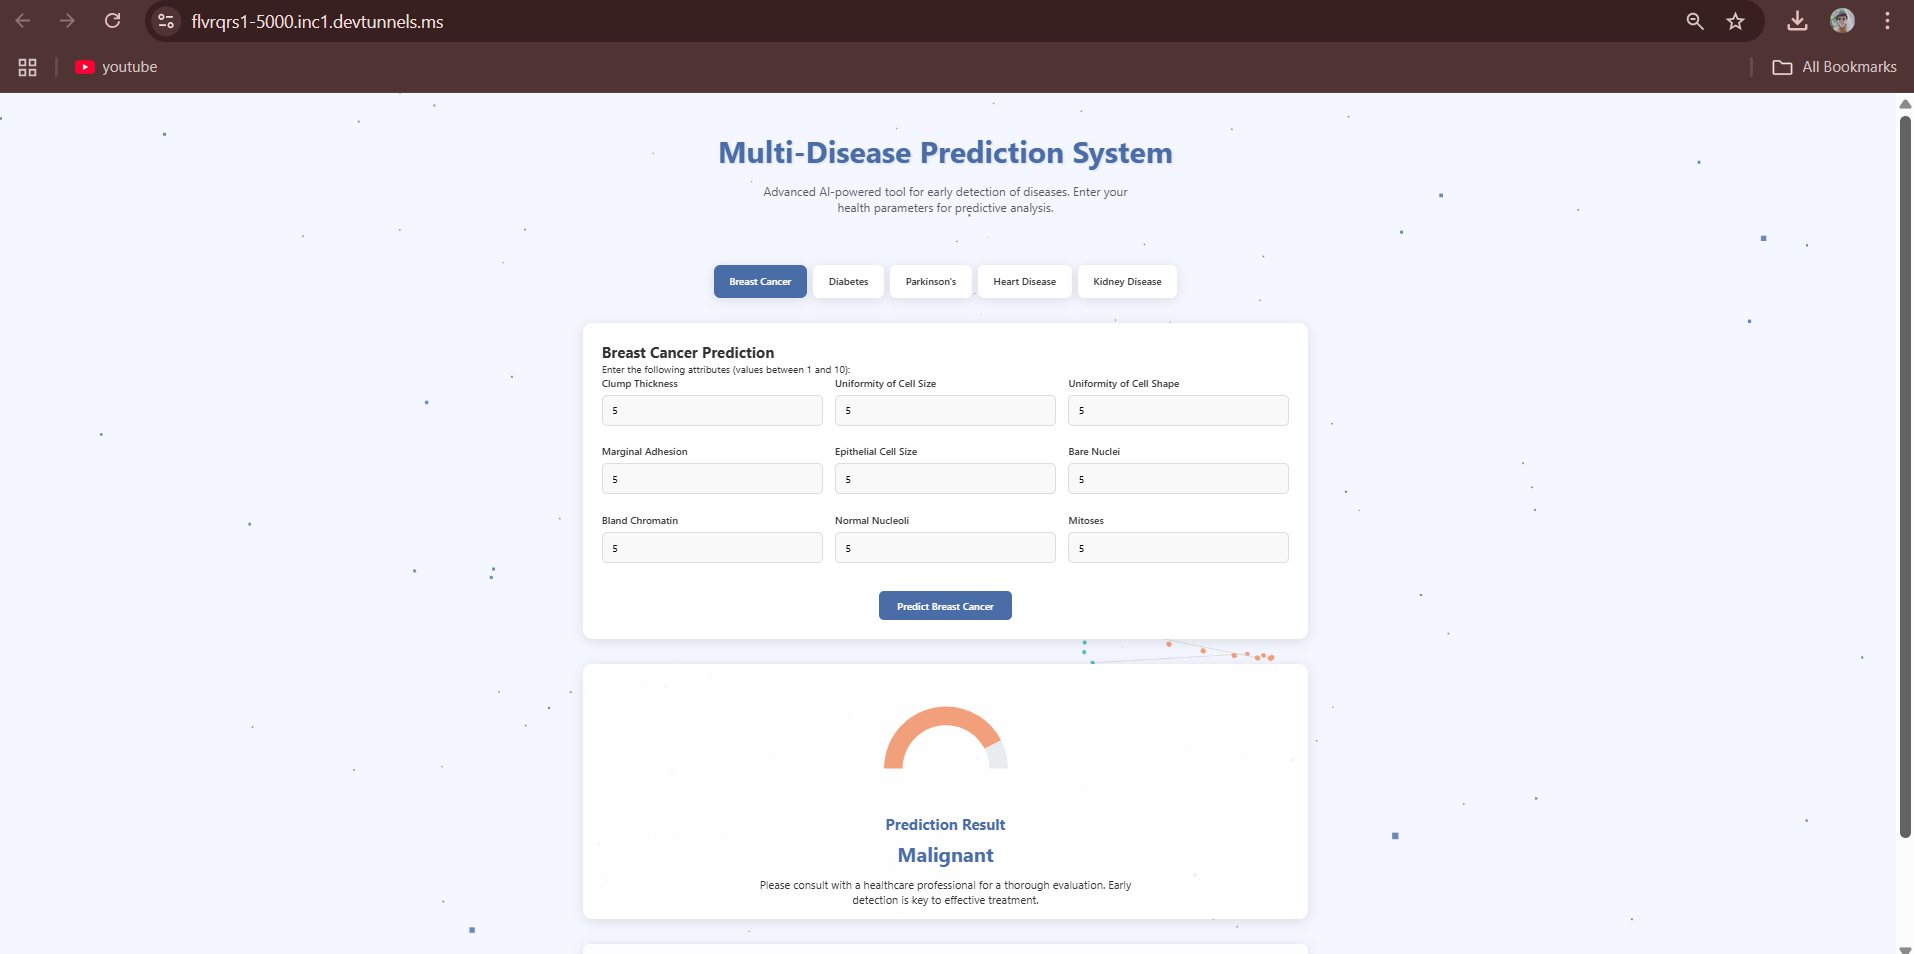 flvrqrs1-5000.inc1.devtunnels.ms
youtube
All Bookmarks
Multi-Disease Prediction System
Advanced AI-powered tool for early detection of diseases. Enter your
health parameters for predictive analysis.
Breast Cancer
Diabetes
Parkinson's
Heart Disease
Kidney Disease
Breast Cancer Prediction
Enter the following attributes (values between 1 and 10):
Clump Thickness
5
Uniformity of Cell Size
5
Uniformity of Cell Shape
5
Marginal Adhesion
5
Epithelial Cell Size
5
Bare Nuclei
5
Bland Chromatin
5
Normal Nucleoli
5
Mitoses
5
Predict Breast Cancer
Prediction Result
Malignant
Please consult with a healthcare professional for a thorough evaluation. Early
detection is key to effective treatment.